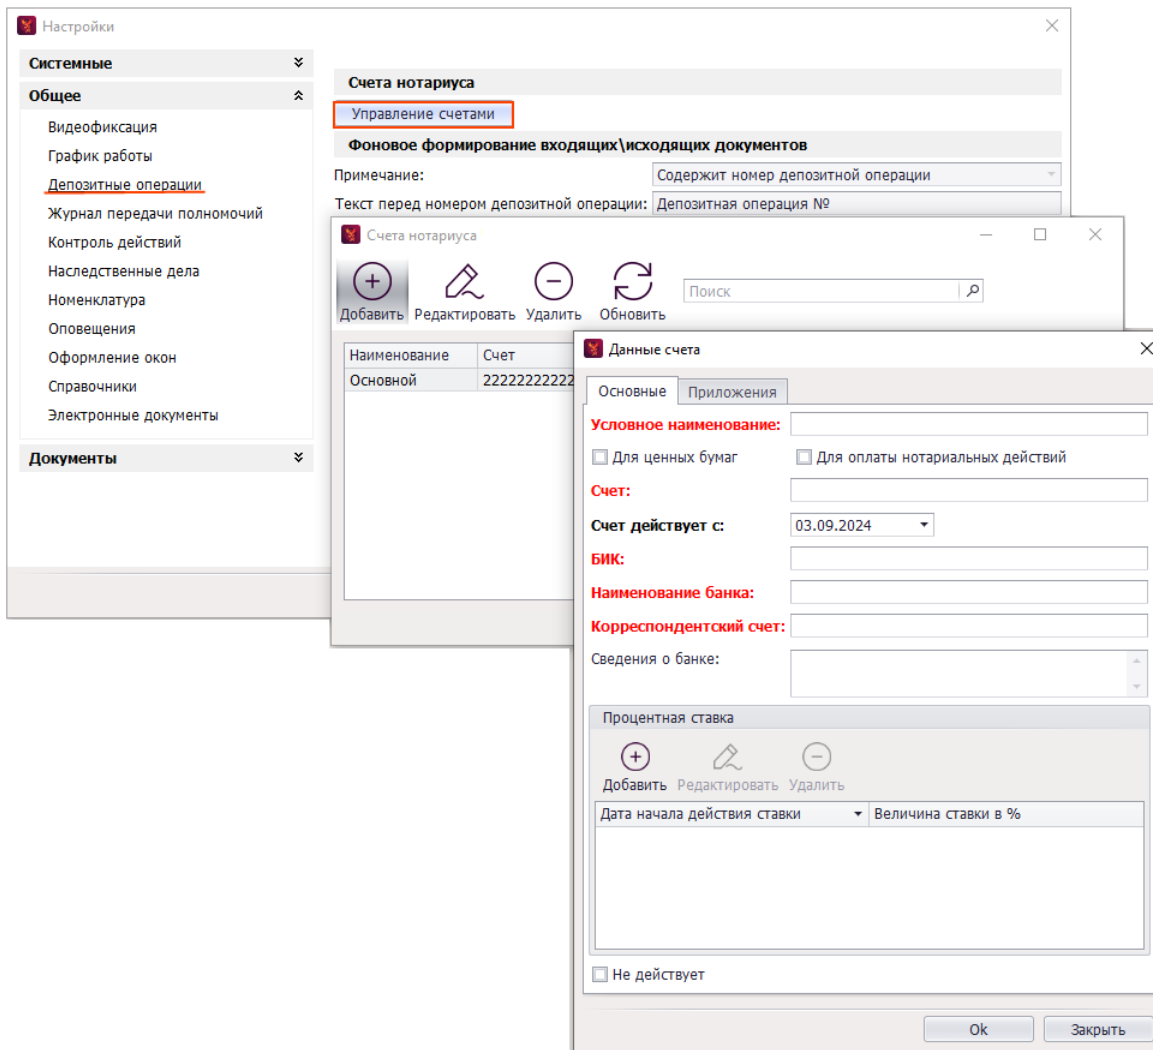 Настройки
Системные
Общее
Видеофиксация
График работы
Депозитные операции
Журнал передачи полномочий
Контроль действий
Наследственные дела
Номенклатура
Оповещения
Оформление окон
Справочники
Электронные документы
Документы
Счета нотариуса
Управление счетами
Фоновое формирование входящих\исходящих документов
Примечание: Содержит номер депозитной операции
Текст перед номером депозитной операции: Депозитная операция №
Счета нотариуса
Добавить Редактировать Удалить Обновить Поиск
Наименование Счет
Основной 22222222222
Данные счета
Основные Приложения
Условное наименование:
Для ценных бумаг Для оплаты нотариальных действий
Счет:
Счет действует с: 03.09.2024
БИК:
Наименование банка:
Корреспондентский счет:
Сведения о банке:
Процентная ставка
Добавить Редактировать Удалить
Дата начала действия ставки Величина ставки в %
Не действует
Ok Закрыть